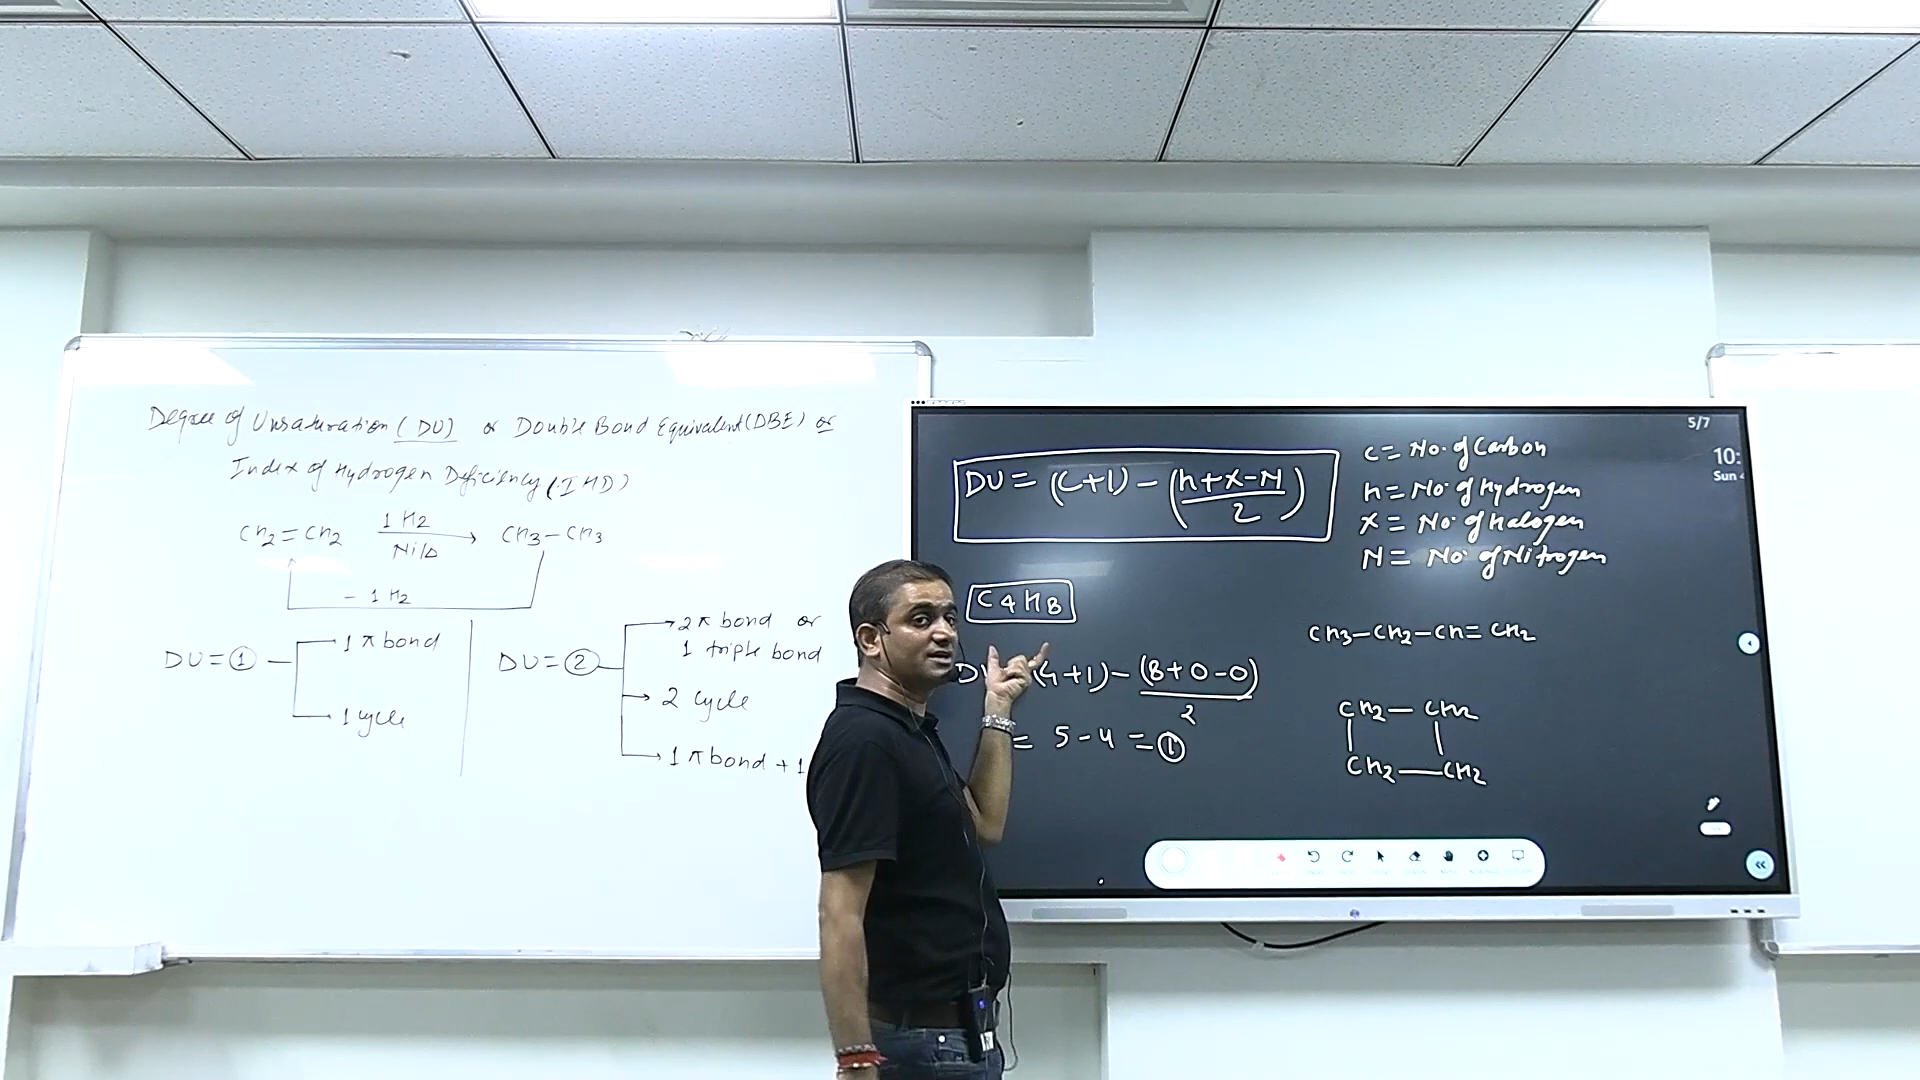 Degree of Unsaturation (DU) or Double Bond Equivalent (DBE) or
Index of Hydrogen Deficiency (IHD)
CH2=CH2 1 H2 Ni/Δ → CH3-CH3
- 1 H2
DU = ① 1 π bond
1 cycle
DU = ② 2 π bond or
1 triple bond
2 cycle
1 π bond + 1
5/7
10:
Sun
DU = (C+1) - (H+X-N / 2)
C = No. of Carbon
H = No. of Hydrogen
X = No. of Halogen
N = No. of Nitrogen
C4H8
DU (4+1) - (8+0-0) / 2
= 5-4 = ①
CH3-CH2-CH=CH2
CH2-CH2
CH2-CH2